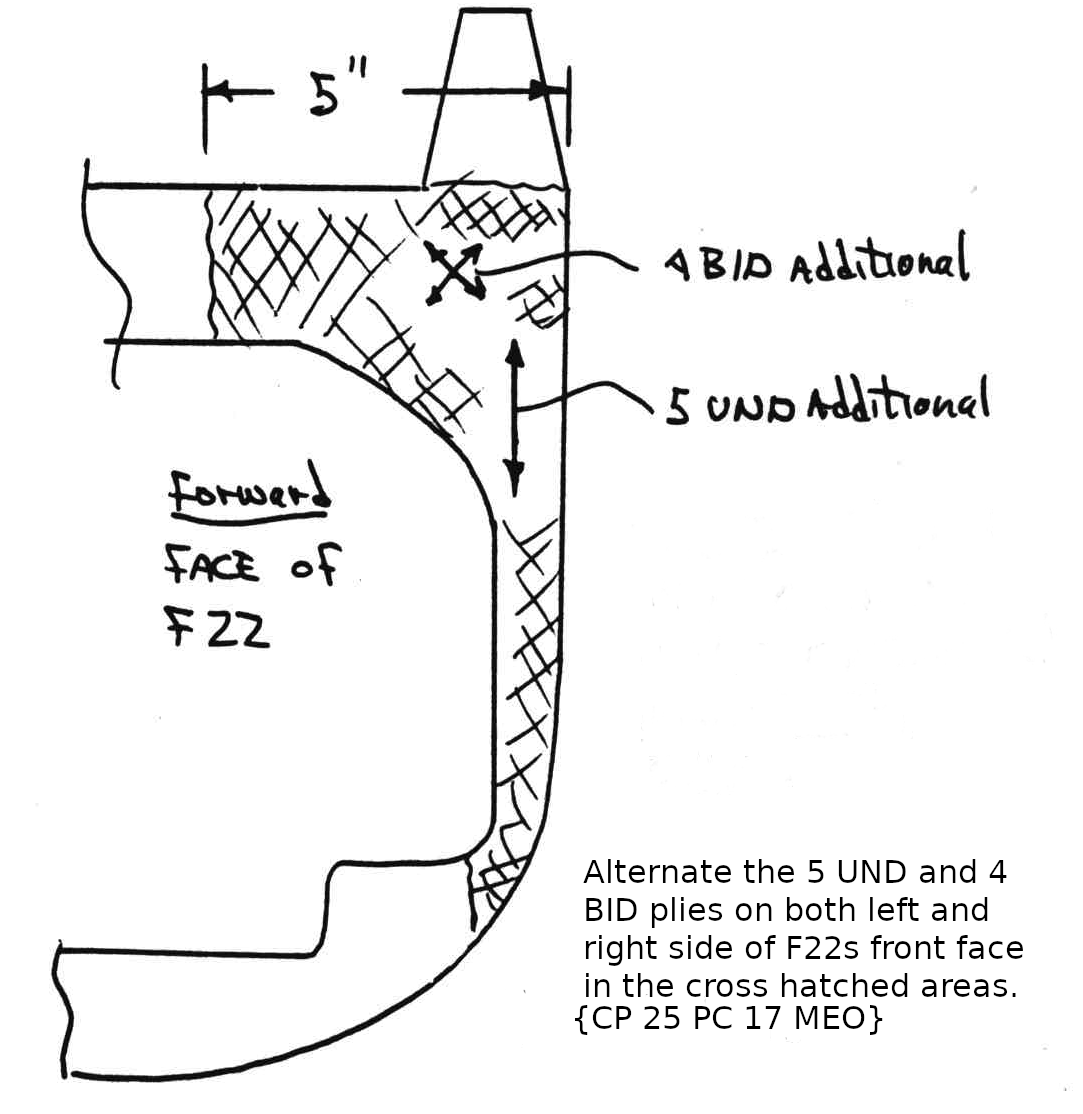 5"
4 BID Additional
5 UND Additional
Forward
FACE of
F22
Alternate the 5 UND and 4
BID plies on both left and
right side of F22s front face
in the cross hatched areas.
{CP 25 PC 17 MEO}